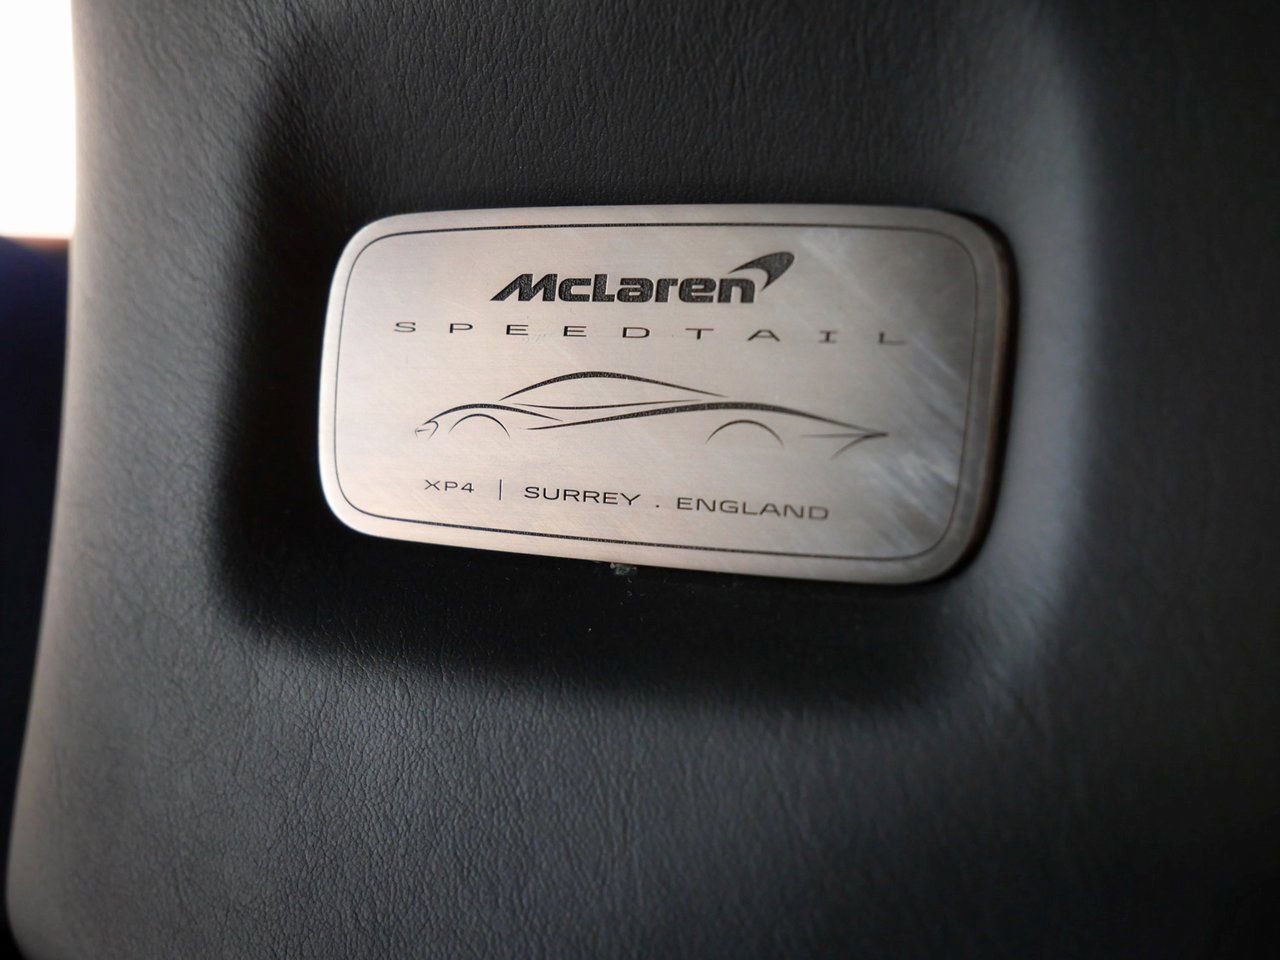 McLaren
SPEEDTAIL
XP4 | SURREY . ENGLAND